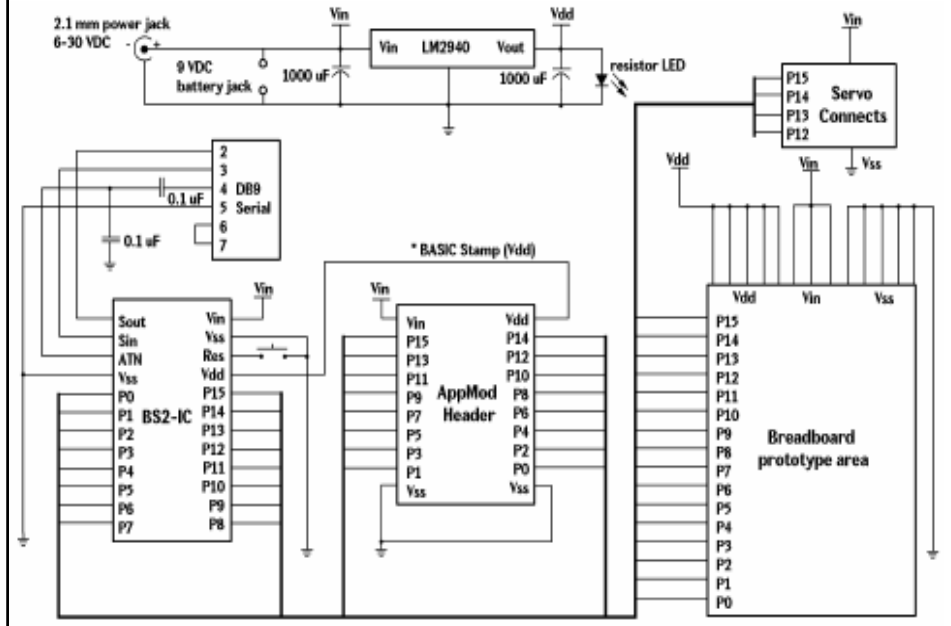 2.1 mm power jack
6-30 VDC
- +
9 VDC
battery jack
Vin
1000 uF
Vin LM2940 Vout
Vdd
1000 uF
resistor LED
Vin
P15
P14
P13
P12
Servo
Connects
Vss
2
3
4
5
6
7
DB9
Serial
0.1 uF
0.1 uF
* BASIC Stamp (Vdd)
Vin
Sout
Sin
ATN
Vss
P0
P1
P2
P3
P4
P5
P6
P7
BS2-IC
Vin
Vss
Res
Vdd
P15
P14
P13
P12
P11
P10
P9
P8
Vin
Vin
P15
P13
P11
P9
P7
P5
P3
P1
Vss
AppMod
Header
Vdd
P14
P12
P10
P8
P6
P4
P2
P0
Vss
Vdd
Vin
Vdd Vin Vss
P15
P14
P13
P12
P11
P10
P9
P8
P7
P6
P5
P4
P3
P2
P1
P0
Breadboard
prototype area